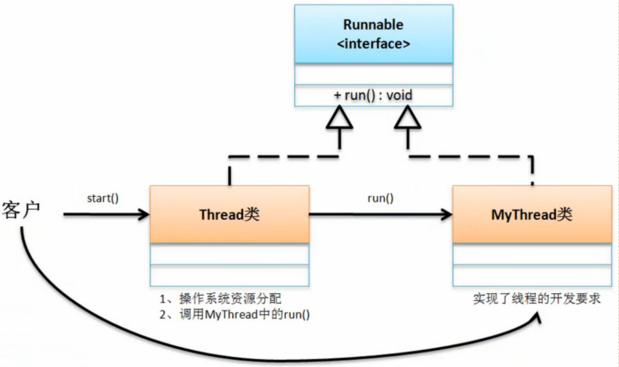 Runnable
<interface>
+ run() : void
客户
start()
Thread类
run()
MyThread类
1、操作系统资源分配
2、调用MyThread中的run()
实现了线程的开发要求